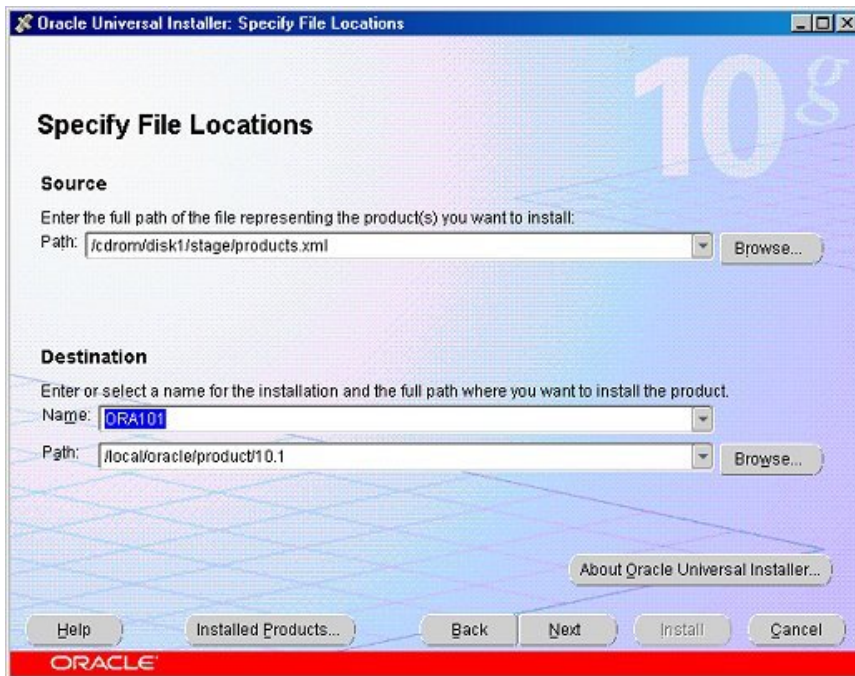 Oracle Universal Installer: Specify File Locations
10g
Specify File Locations
Source
Enter the full path of the file representing the product(s) you want to install:
Path: /cdrom/disk1/stage/products.xml Browse...
Destination
Enter or select a name for the installation and the full path where you want to install the product.
Name: ORA101
Path: /local/oracle/product/10.1 Browse...
About Oracle Universal Installer...
Help Installed Products... Back Next Install Cancel
ORACLE